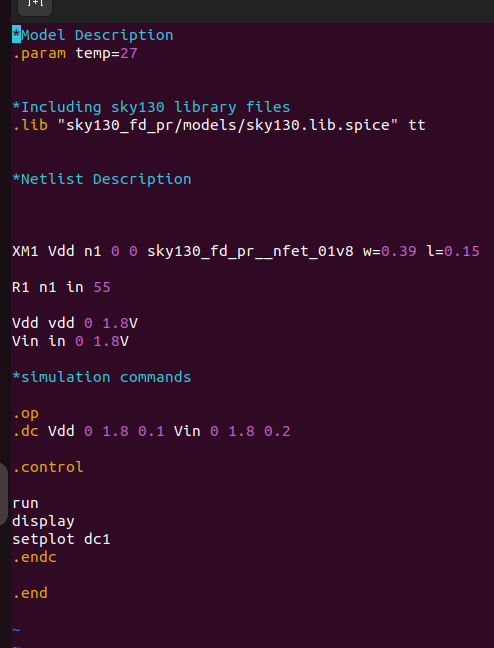 *Model Description
.param temp=27
*Including sky130 library files
.lib "sky130_fd_pr/models/sky130.lib.spice" tt
*Netlist Description
XM1 Vdd n1 0 0 sky130_fd_pr__nfet_01v8 w=0.39 l=0.15
R1 n1 in 55
Vdd vdd 0 1.8V
Vin in 0 1.8V
*simulation commands
.op
.dc Vdd 0 1.8 0.1 Vin 0 1.8 0.2
.control
run
display
setplot dc1
.endc
.end
~
~